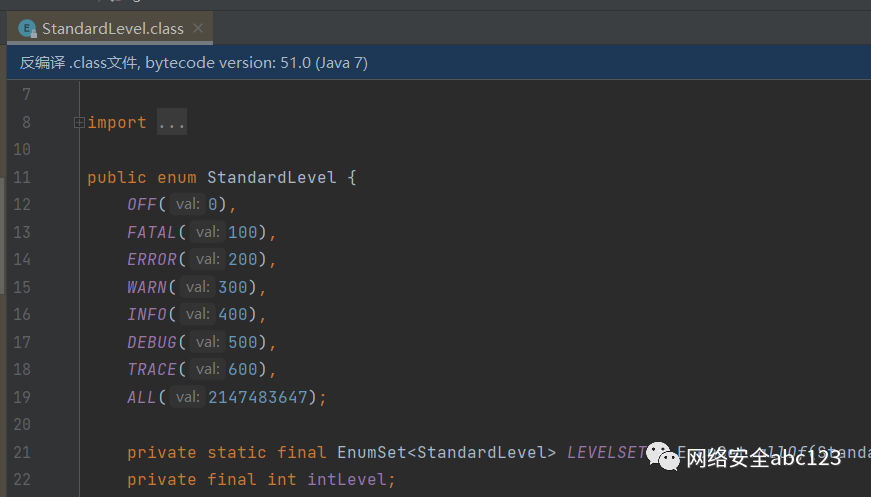 StandardLevel.class
反编译 .class文件, bytecode version: 51.0 (Java 7)
7
8 import ...
10
11 public enum StandardLevel {
12 OFF( val: 0),
13 FATAL( val: 100),
14 ERROR( val: 200),
15 WARN( val: 300),
16 INFO( val: 400),
17 DEBUG( val: 500),
18 TRACE( val: 600),
19 ALL( val: 2147483647);
20
21 private static final EnumSet<StandardLevel> LEVELSET
22 private final int intLevel;
网络安全abc123